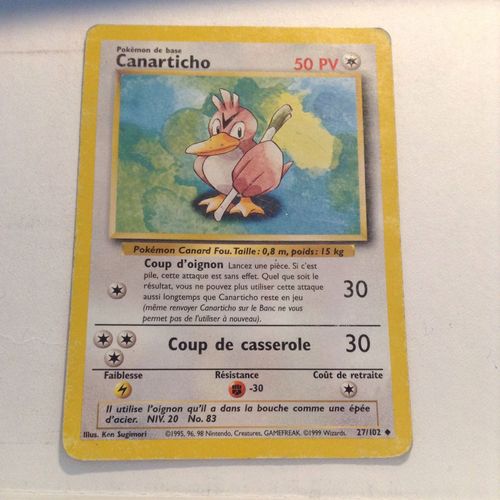 Pokémon de base
Canarticho 50 PV
Pokémon Canard Fou. Taille: 0,8 m, poids: 15 kg
Coup d'oignon Lancez une pièce. Si c'est
pile, cette attaque est sans effet. Quel que soit le
résultat, vous ne pouvez plus utiliser cette attaque
aussi longtemps que Canarticho reste en jeu
(même renvoyer Canarticho sur le Banc ne vous
permet pas de l'utiliser à nouveau).
30
Coup de casserole 30
Faiblesse Résistance Coût de retraite
-30
Il utilise l'oignon qu'il a dans la bouche comme une épée
d'acier. NIV. 20 No. 83
Illus. Ken Sugimori ©1995, 96, 98 Nintendo, Creatures, GAMEFREAK. ©1999 Wizards. 27/102